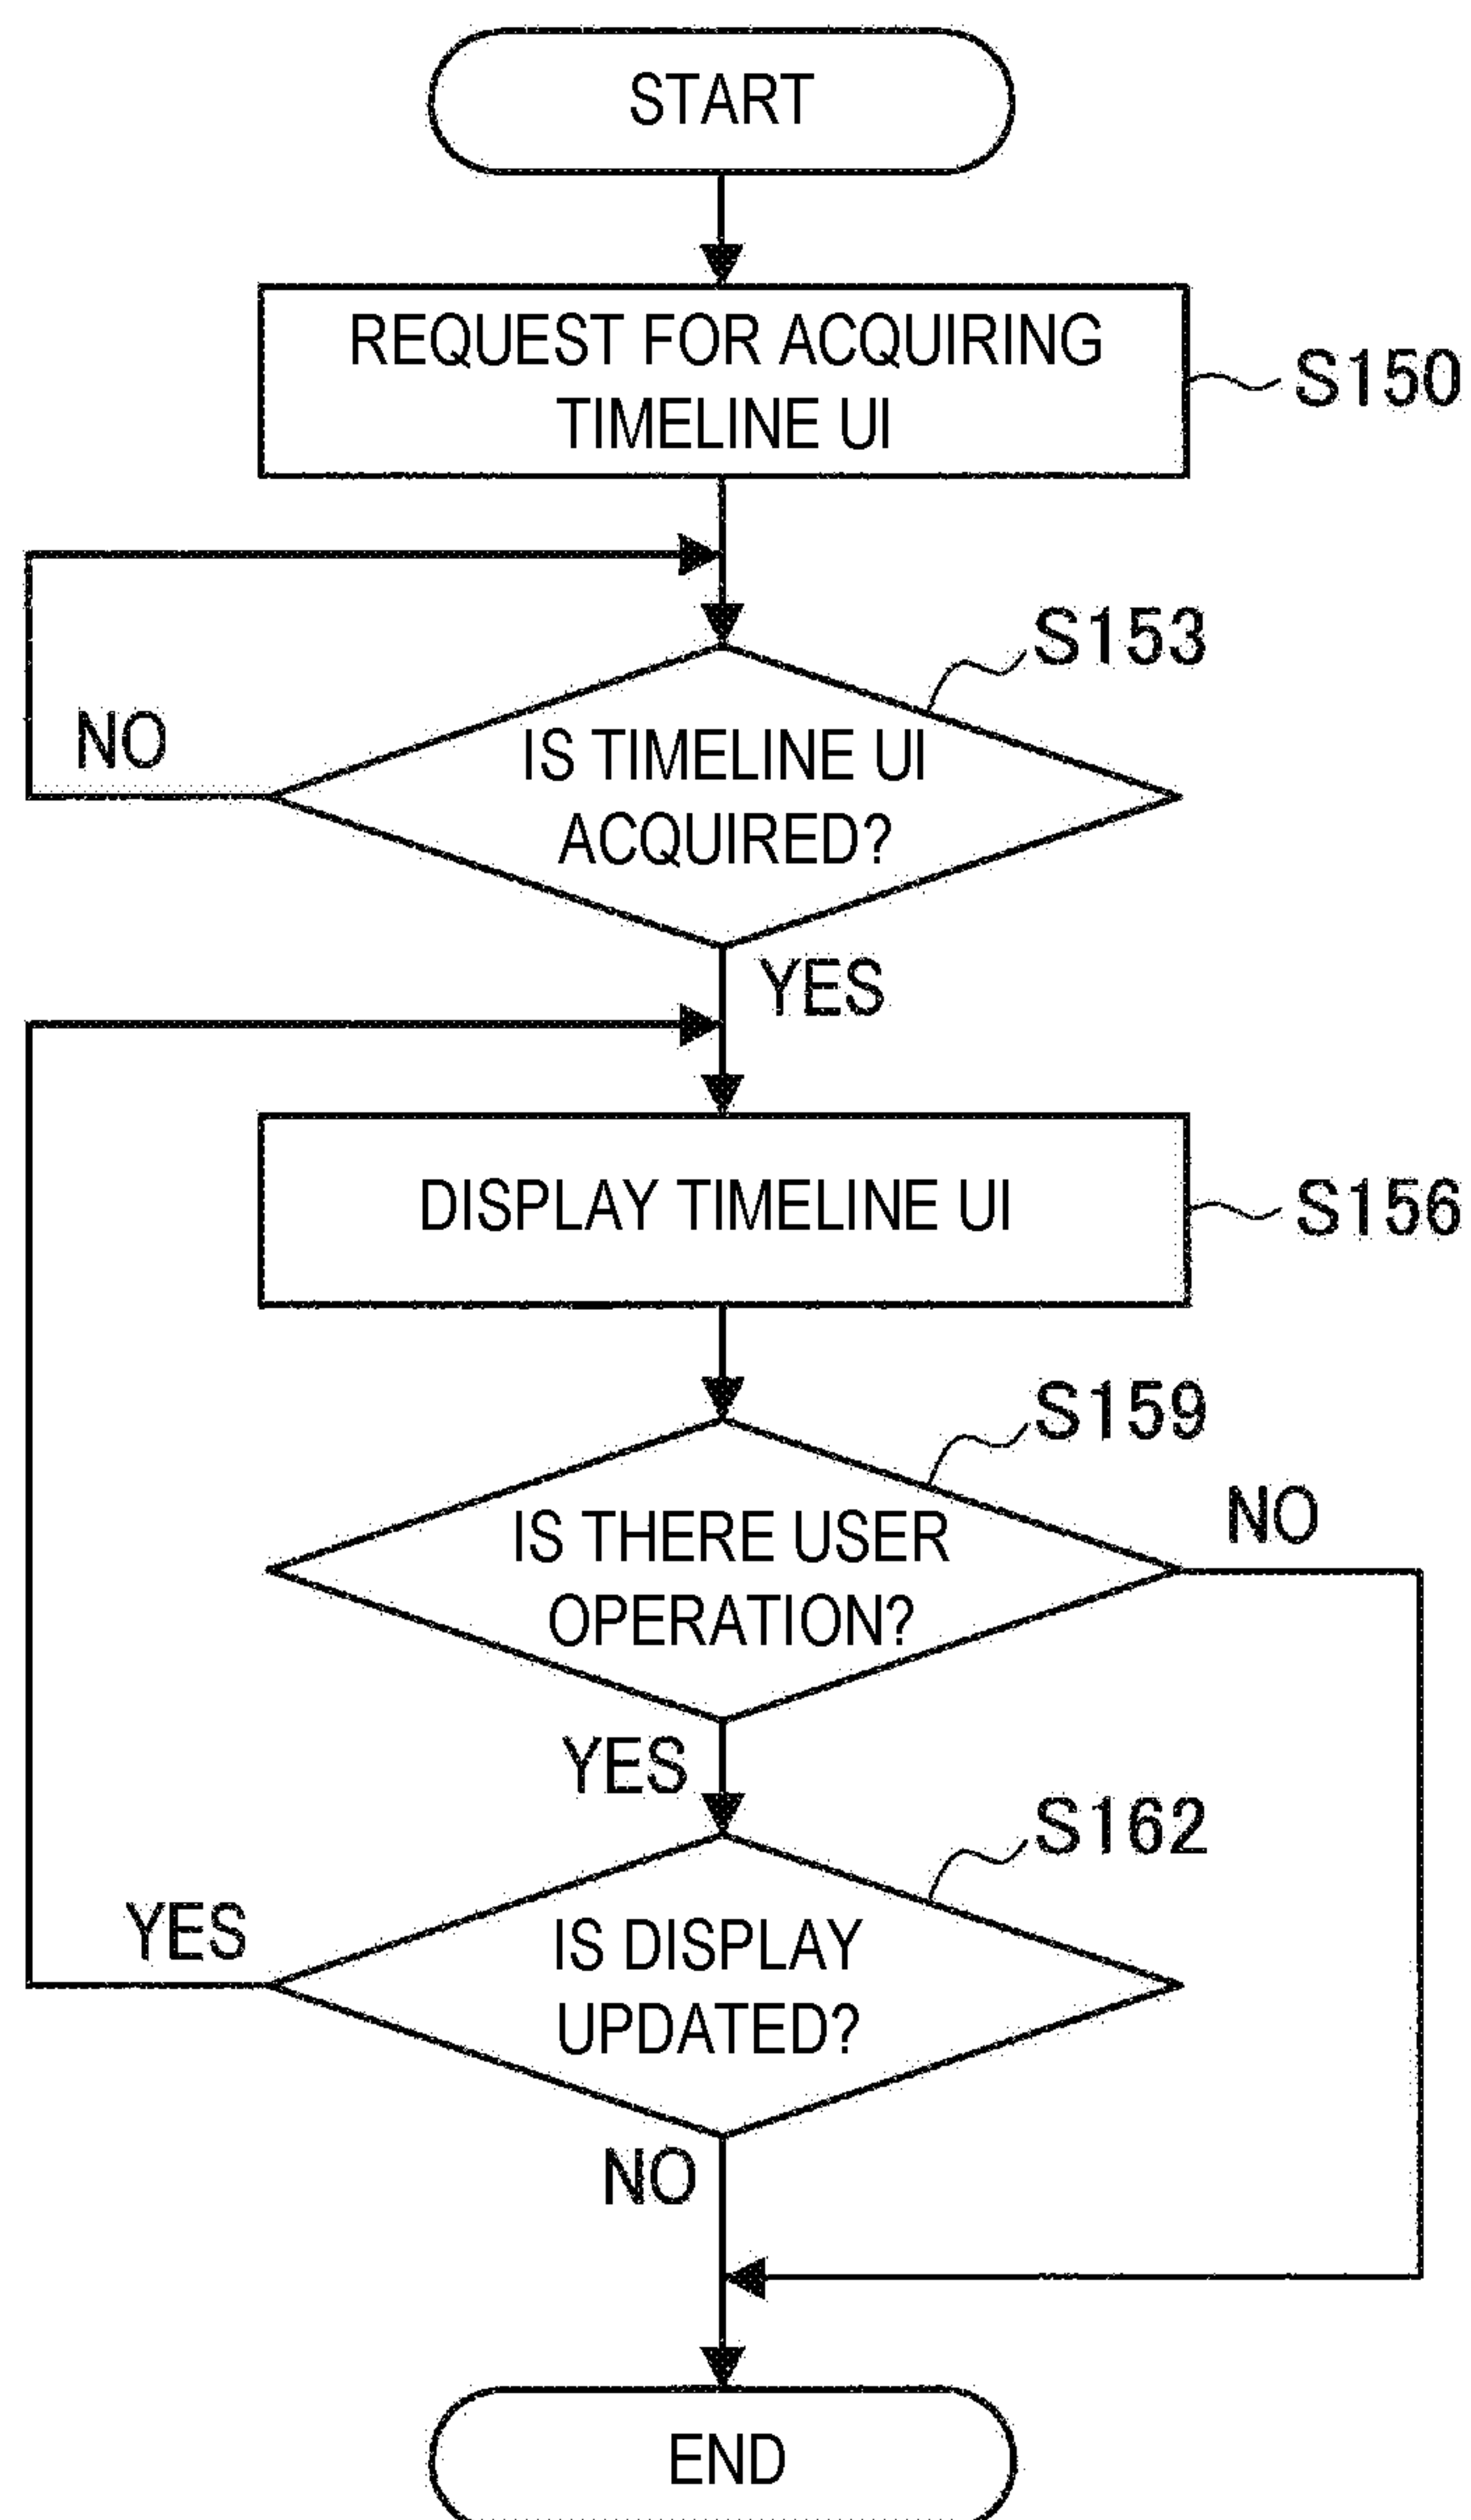 START
REQUEST FOR ACQUIRING
TIMELINE UI
S150
S153
NO
IS TIMELINE UI
ACQUIRED?
YES
DISPLAY TIMELINE UI
S156
S159
NO
IS THERE USER
OPERATION?
YES
S162
YES
IS DISPLAY
UPDATED?
NO
END